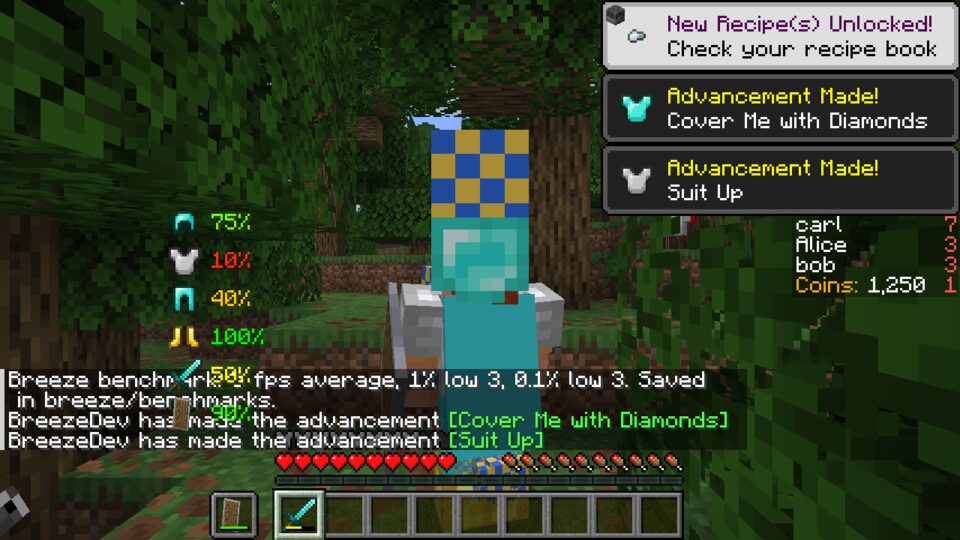 New Recipe(s) Unlocked!
Check your recipe book
Advancement Made!
Cover Me with Diamonds
Advancement Made!
Suit Up
carl 7
Alice 3
bob 3
Coins: 1,250 1
75%
10%
40%
100%
50%
90%
Breeze fps average, 1% low 3, 0.1% low 3. Saved
in breeze/benchmarks.
BreezeDev has made the advancement [Cover Me with Diamonds]
BreezeDev has made the advancement [Suit Up]